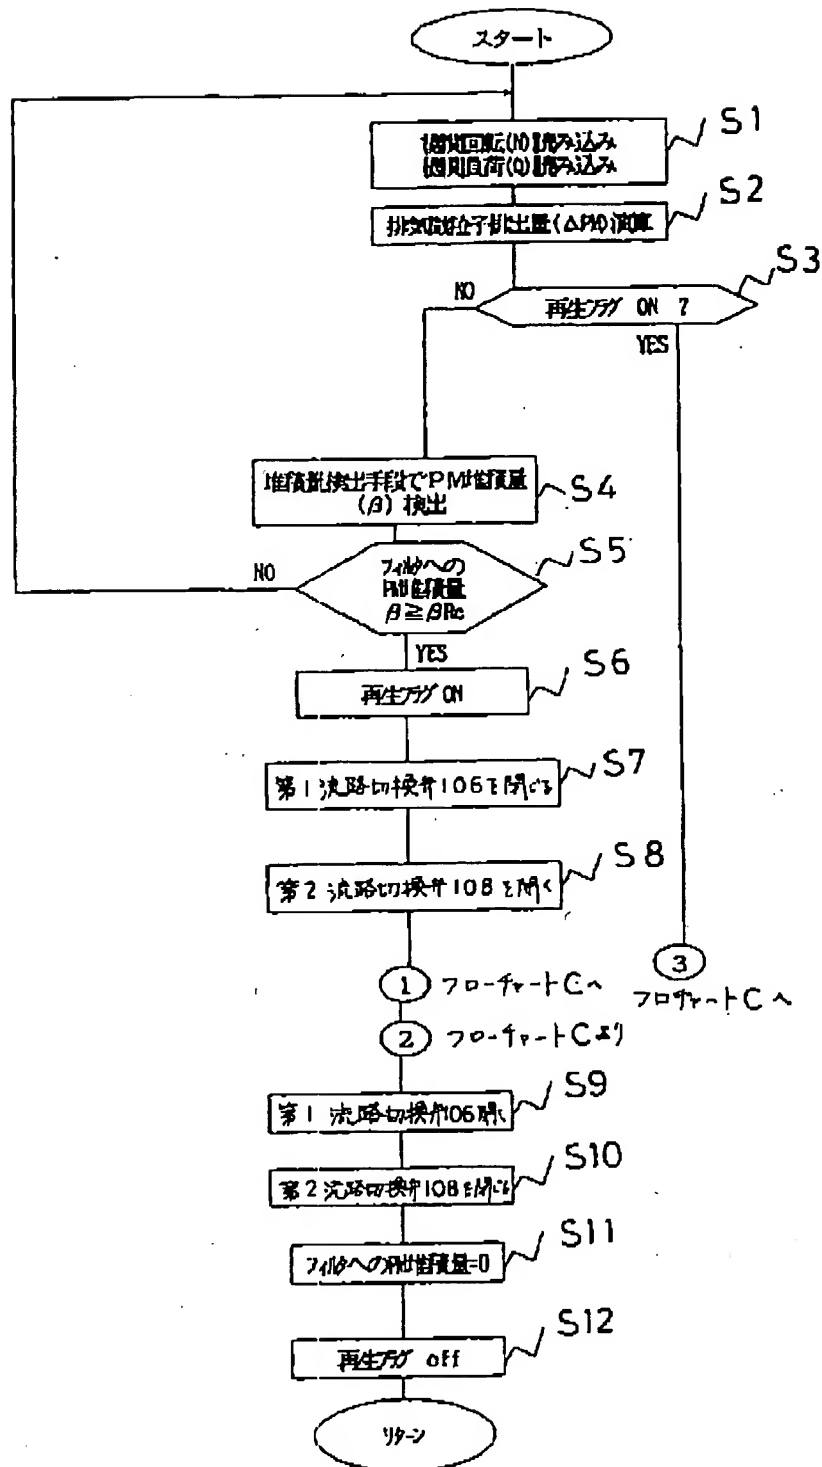 スタート
機関回転(N)読み込み
機関負荷(Q)読み込み
S1
排気微粒子排出量(ΔPM)演算
S2
S3
NO
再生フラグ ON ?
YES
堆積量検出手段でPM堆積量
(β) 検出
S4
フィルタへの
PM堆積量
β≧βRe
S5
NO
YES
再生フラグ ON
S6
第1流路切換弁106を閉じる
S7
第2流路切換弁108を開く
S8
1 フローチャートCへ
3
フロチャートCへ
2 フローチャートCより
第1流路切換弁106開く
S9
第2流路切換弁108を閉じる
S10
フィルタへのPM堆積量=0
S11
再生フラグ off
S12
リターン